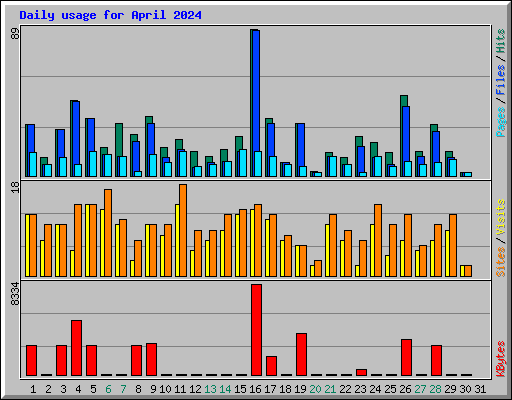 Daily usage for April 2024
89
Pages / Files / Hits
18
Sites / Visits
8334
KBytes
1 2 3 4 5 6 7 8 9 10 11 12 13 14 15 16 17 18 19 20 21 22 23 24 25 26 27 28 29 30 31